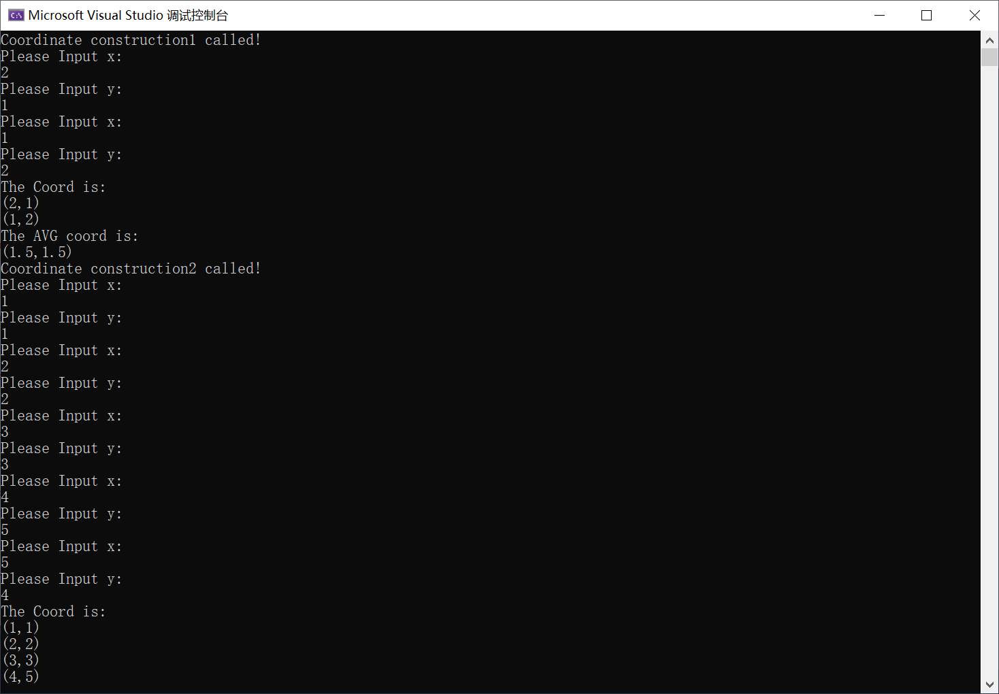 Microsoft Visual Studio 调试控制台
Coordinate construction1 called!
Please Input x:
2
Please Input y:
1
Please Input x:
1
Please Input y:
2
The Coord is:
(2,1)
(1,2)
The AVG coord is:
(1.5,1.5)
Coordinate construction2 called!
Please Input x:
1
Please Input y:
1
Please Input x:
2
Please Input y:
2
Please Input x:
3
Please Input y:
3
Please Input x:
4
Please Input y:
5
Please Input x:
5
Please Input y:
4
The Coord is:
(1,1)
(2,2)
(3,3)
(4,5)